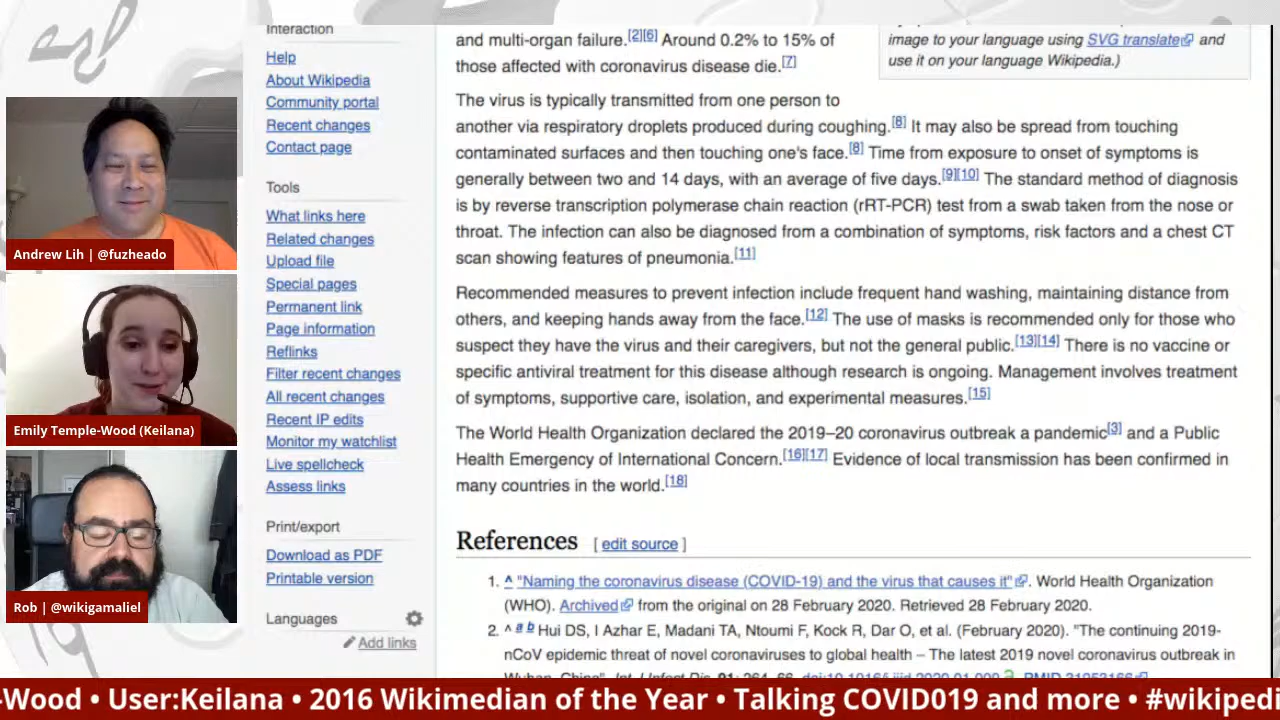 Andrew Lih | @fuzheado
Emily Temple-Wood (Keilana)
Rob | @wikigamaliel
Interaction
Help
About Wikipedia
Community portal
Recent changes
Contact page
Tools
What links here
Related changes
Upload file
Special pages
Permanent link
Page information
Reflinks
Filter recent changes
All recent changes
Recent IP edits
Monitor my watchlist
Live spellcheck
Assess links
Print/export
Download as PDF
Printable version
Languages
Add links
and multi-organ failure.[2][6] Around 0.2% to 15% of
those affected with coronavirus disease die.[7]
image to your language using SVG translate and
use it on your language Wikipedia.)
The virus is typically transmitted from one person to
another via respiratory droplets produced during coughing.[8] It may also be spread from touching
contaminated surfaces and then touching one's face.[8] Time from exposure to onset of symptoms is
generally between two and 14 days, with an average of five days.[9][10] The standard method of diagnosis
is by reverse transcription polymerase chain reaction (rRT-PCR) test from a swab taken from the nose or
throat. The infection can also be diagnosed from a combination of symptoms, risk factors and a chest CT
scan showing features of pneumonia.[11]
Recommended measures to prevent infection include frequent hand washing, maintaining distance from
others, and keeping hands away from the face.[12] The use of masks is recommended only for those who
suspect they have the virus and their caregivers, but not the general public.[13][14] There is no vaccine or
specific antiviral treatment for this disease although research is ongoing. Management involves treatment
of symptoms, supportive care, isolation, and experimental measures.[15]
The World Health Organization declared the 2019–20 coronavirus outbreak a pandemic[3] and a Public
Health Emergency of International Concern.[16][17] Evidence of local transmission has been confirmed in
many countries in the world.[18]
References [ edit source ]
1. ^ "Naming the coronavirus disease (COVID-19) and the virus that causes it". World Health Organization
(WHO). Archived from the original on 28 February 2020. Retrieved 28 February 2020.
2. ^ a b Hui DS, I Azhar E, Madani TA, Ntoumi F, Kock R, Dar O, et al. (February 2020). "The continuing 2019-
nCoV epidemic threat of novel coronaviruses to global health – The latest 2019 novel coronavirus outbreak in
-Wood • User:Keilana • 2016 Wikimedian of the Year • Talking COVID019 and more • #wikipedi